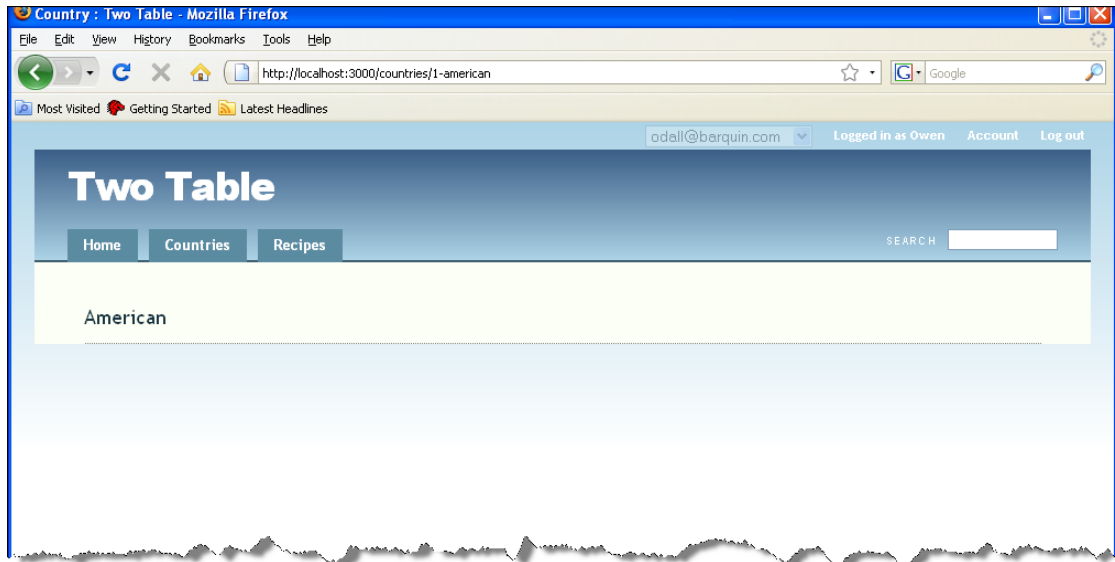 Country : Two Table - Mozilla Firefox
File Edit View History Bookmarks Tools Help
http://localhost:3000/countries/1-american
G Google
Most Visited Getting Started Latest Headlines
odall@barquin.com Logged in as Owen Account Log out
Two Table
Home Countries Recipes SEARCH
American